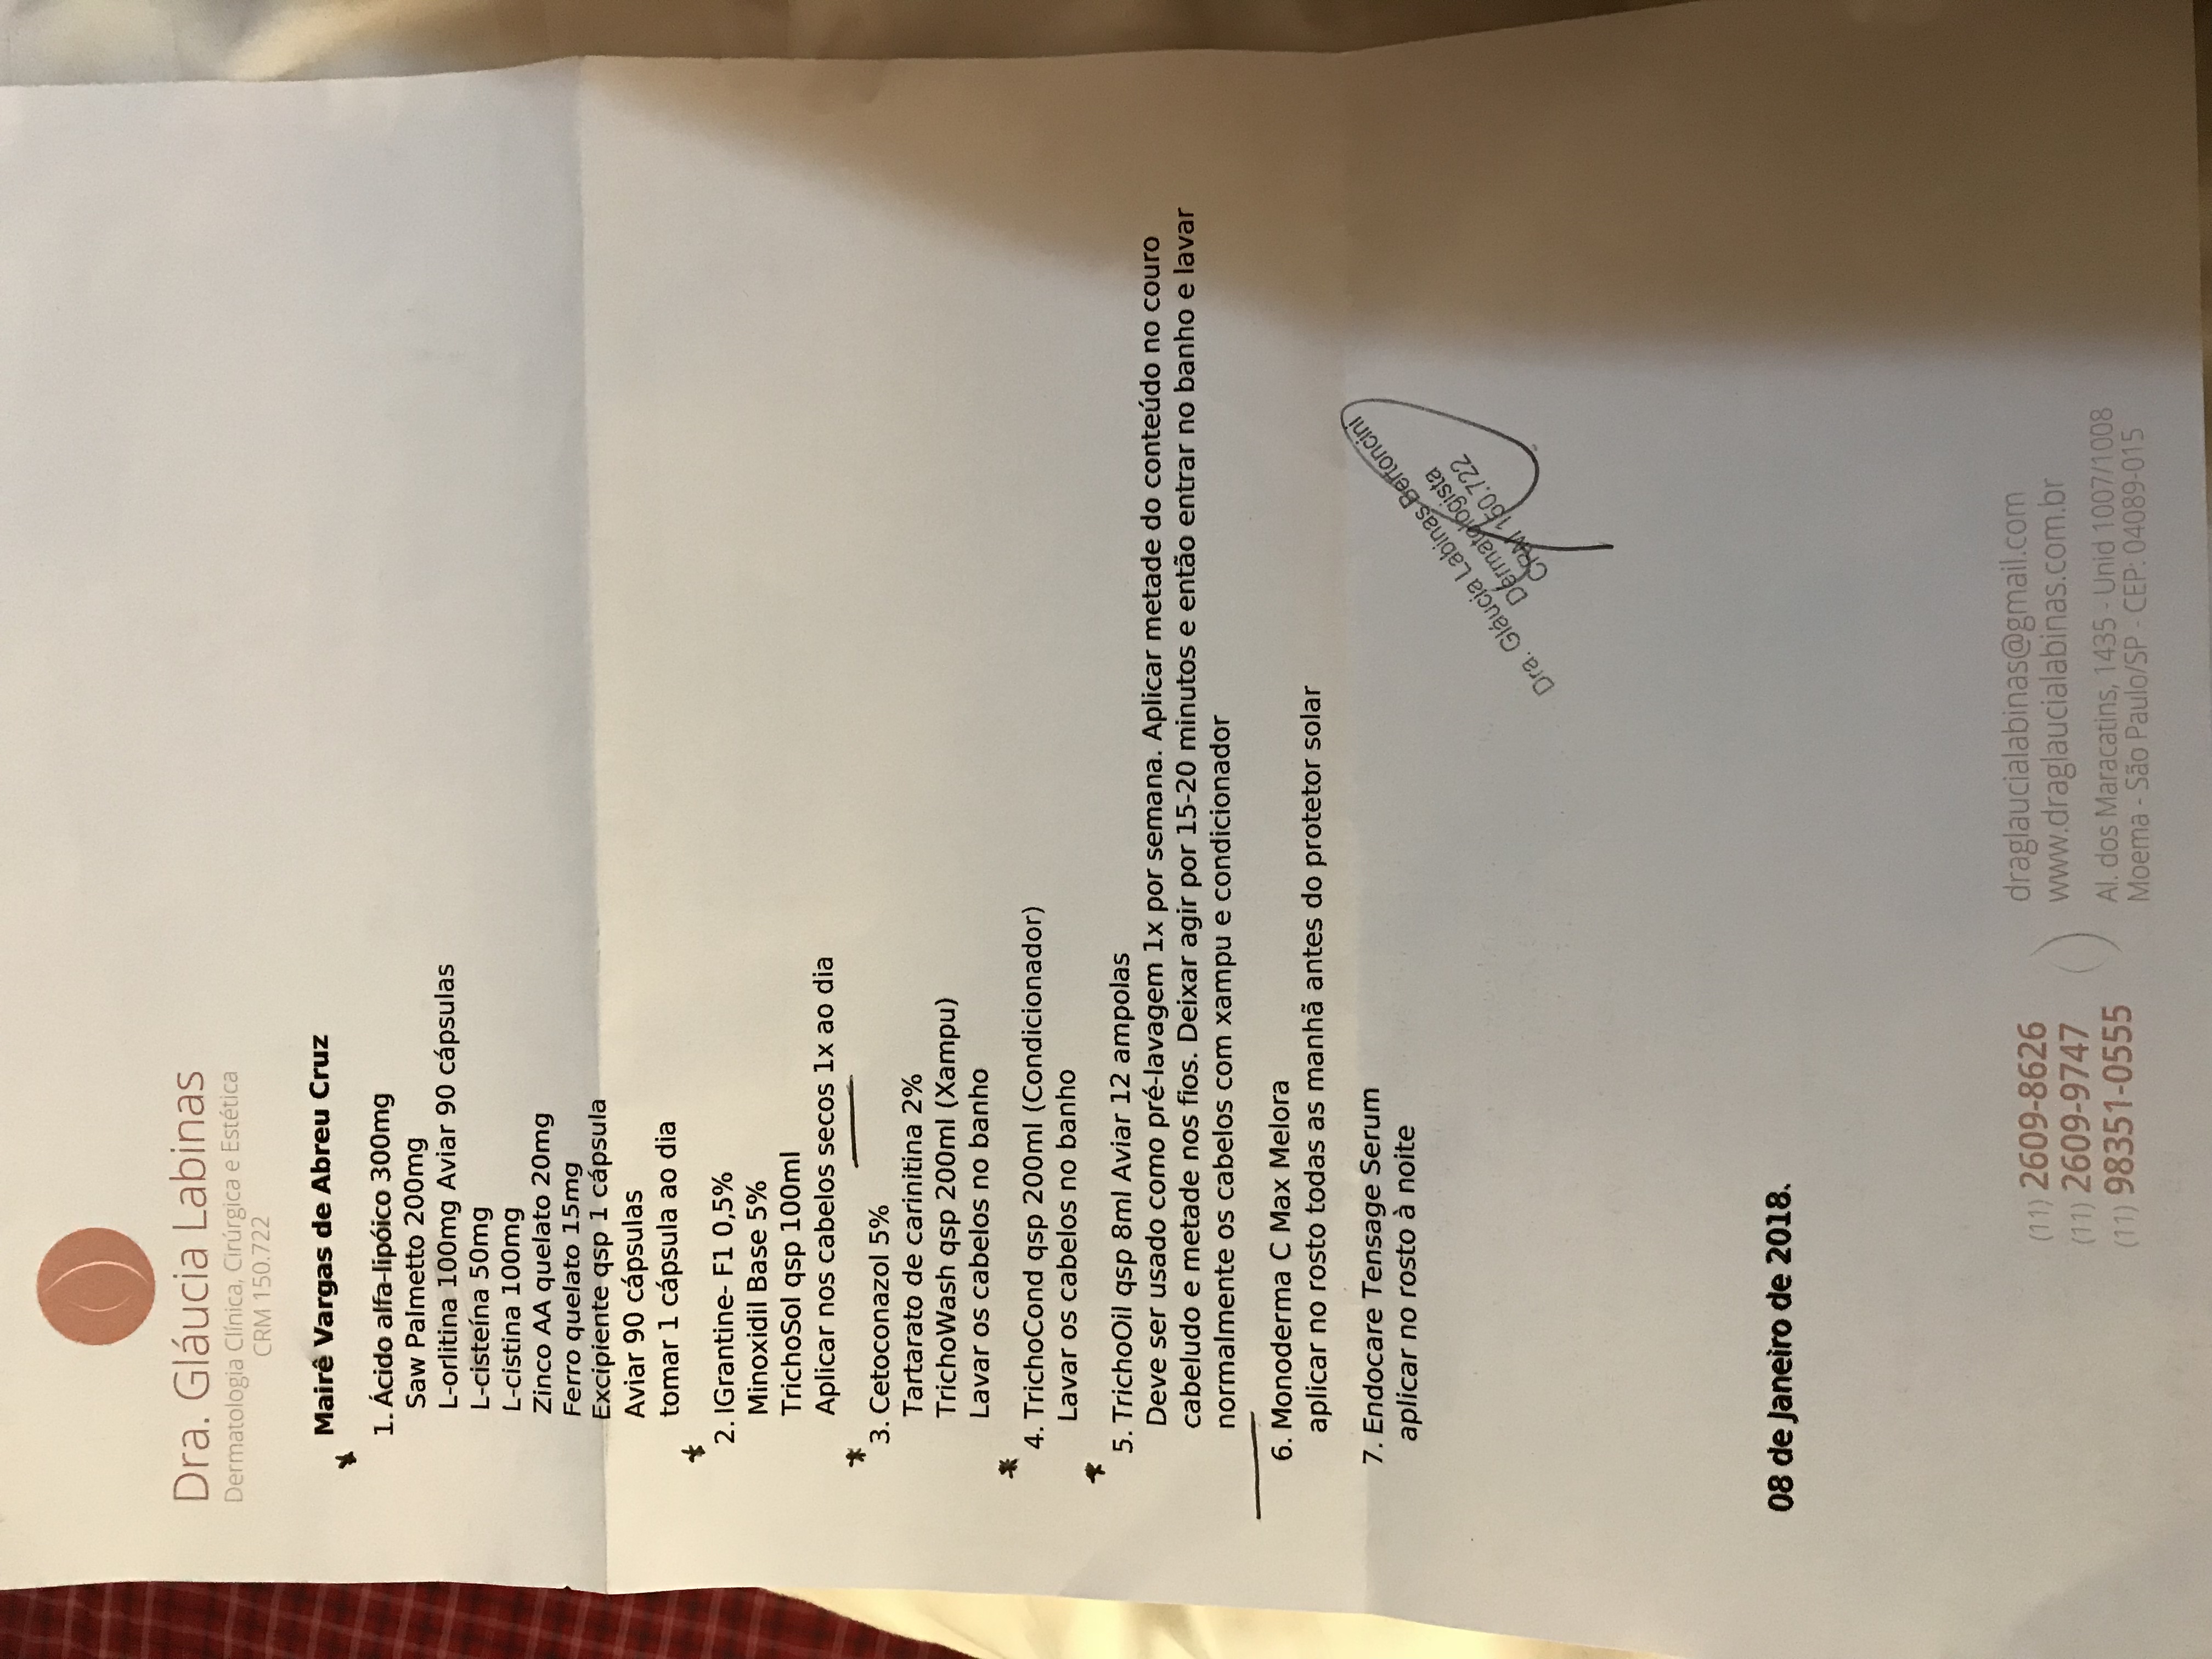 Dra. Gláucia Labinas
Dermatologia Clínica, Cirúrgica e Estética
CRM 150.722
Mairê Vargas de Abreu Cruz
1. Ácido alfa-lipóico 300mg
Saw Palmetto 200mg
L-orlitina 100mg Aviar 90 cápsulas
L-cisteína 50mg
L-cistina 100mg
Zinco AA quelato 20mg
Ferro quelato 15mg
Excipiente qsp 1 cápsula
Aviar 90 cápsulas
tomar 1 cápsula ao dia
2. IGrantine- F1 0,5%
Minoxidil Base 5%
TrichoSol qsp 100ml
Aplicar nos cabelos secos 1x ao dia
3. Cetoconazol 5%
Tartarato de carinitina 2%
TrichoWash qsp 200ml (Xampu)
Lavar os cabelos no banho
4. TrichoCond qsp 200ml (Condicionador)
Lavar os cabelos no banho
5. TrichoOil qsp 8ml Aviar 12 ampolas
Deve ser usado como pré-lavagem 1x por semana. Aplicar metade do conteúdo no couro
cabeludo e metade nos fios. Deixar agir por 15-20 minutos e então entrar no banho e lavar
normalmente os cabelos com xampu e condicionador
6. Monoderma C Max Melora
aplicar no rosto todas as manhã antes do protetor solar
7. Endocare Tensage Serum
aplicar no rosto à noite
Dra. Gláucia Labinas Bertoncini
Dermatologista
CRM 150.722
08 de Janeiro de 2018.
(11) 2609-8626
(11) 2609-9747
(11) 98351-0555
draglaucialabinas@gmail.com
www.draglaucialabinas.com.br
Al. dos Maracatins, 1435 - Unid 1007/1008
Moema - São Paulo/SP - CEP: 04089-015